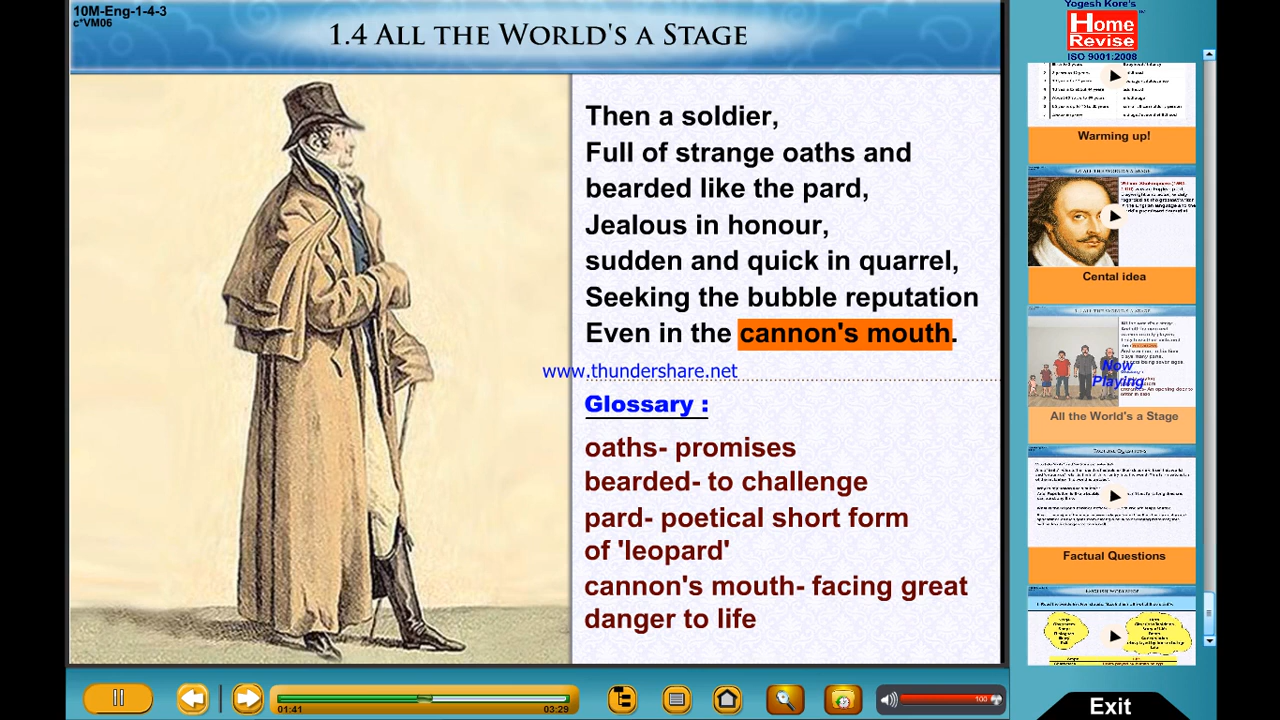 10M-Eng-1-4-3
c*VM06
1.4 ALL THE WORLD'S A STAGE
Then a soldier,
Full of strange oaths and
bearded like the pard,
Jealous in honour,
sudden and quick in quarrel,
Seeking the bubble reputation
Even in the cannon's mouth.
www.thundershare.net
Glossary :
oaths- promises
bearded- to challenge
pard- poetical short form
of 'leopard'
cannon's mouth- facing great
danger to life
01:41
03:29
100
Yogesh Kore's
Home
Revise
ISO 9001:2008
Warming up!
Cental idea
Now
Playing
All the World's a Stage
Factual Questions
Exit